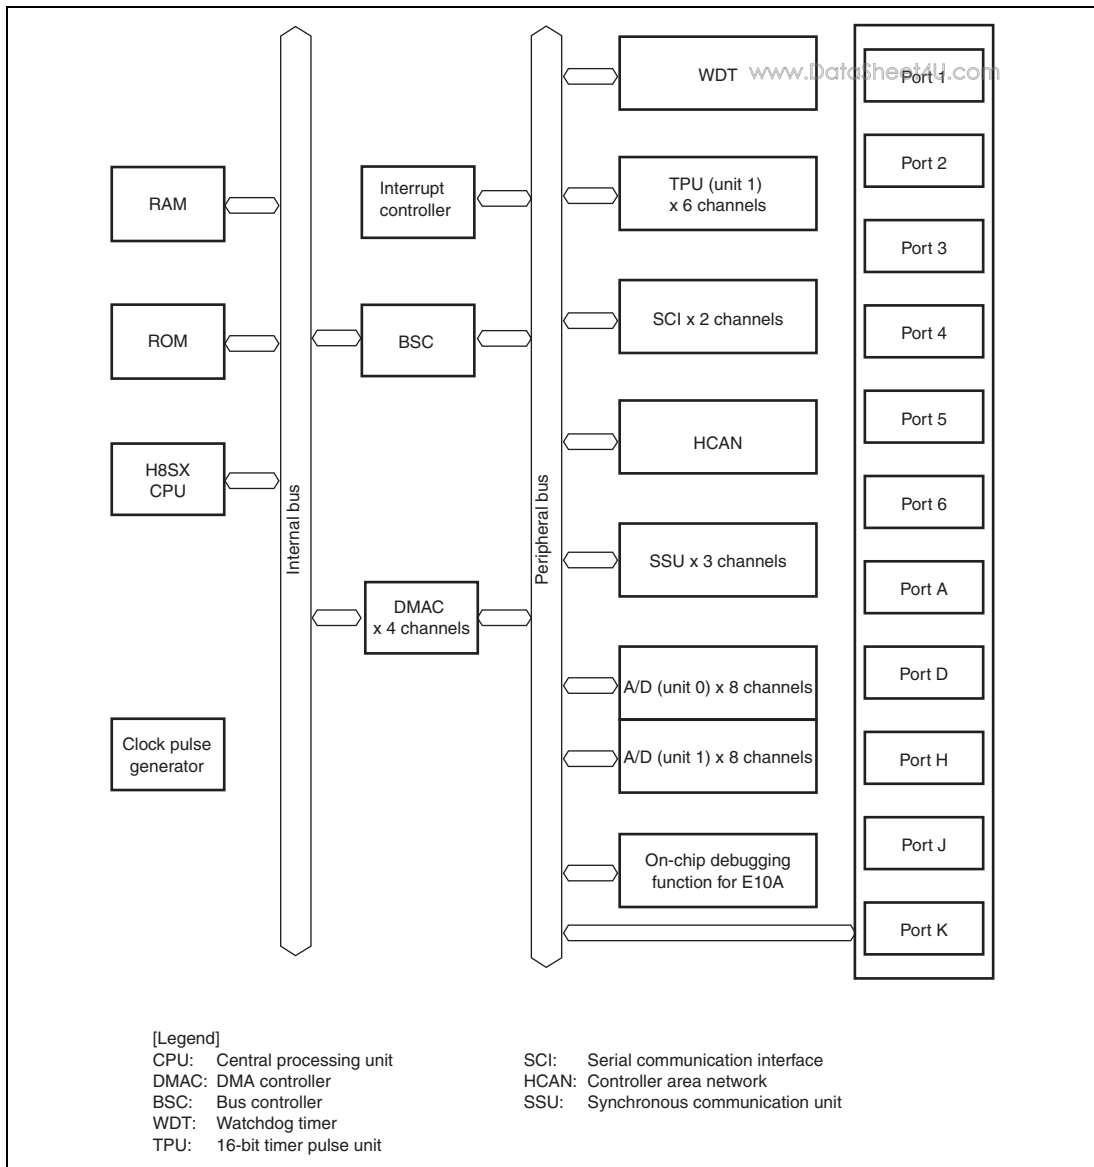 RAM
ROM
H8SX
CPU
Clock pulse
generator
Internal bus
Interrupt
controller
BSC
DMAC
x 4 channels
Peripheral bus
WDT
www.DataSheet4U.com
TPU (unit 1)
x 6 channels
SCI x 2 channels
HCAN
SSU x 3 channels
A/D (unit 0) x 8 channels
A/D (unit 1) x 8 channels
On-chip debugging
function for E10A
Port 1
Port 2
Port 3
Port 4
Port 5
Port 6
Port A
Port D
Port H
Port J
Port K
[Legend]
CPU: Central processing unit
DMAC: DMA controller
BSC: Bus controller
WDT: Watchdog timer
TPU: 16-bit timer pulse unit
SCI: Serial communication interface
HCAN: Controller area network
SSU: Synchronous communication unit